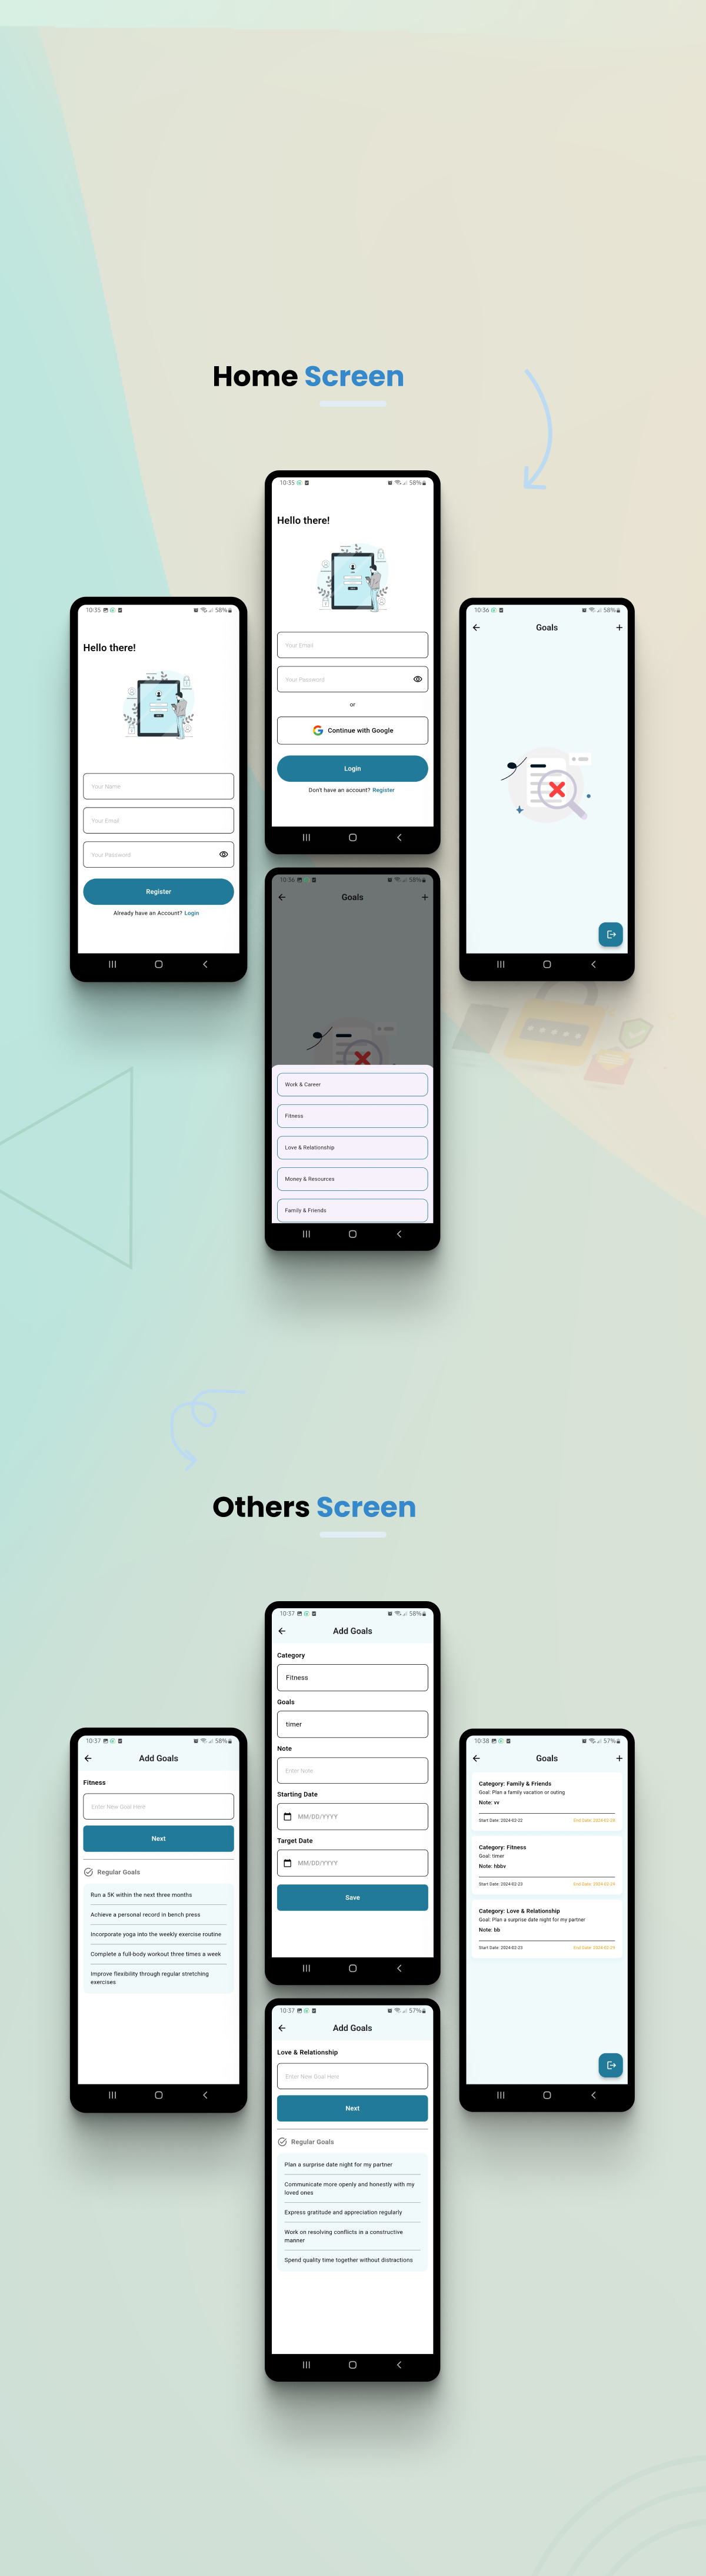 Home Screen
10:35
58%
Hello there!
Your Email
Your Password
or
Continue with Google
Login
Don't have an account? Register
10:35
58%
Hello there!
Your Name
Your Email
Your Password
Register
Already have an Account? Login
10:36
58%
Goals
10:36
58%
Goals
Work & Career
Fitness
Love & Relationship
Money & Resources
Family & Friends
Others Screen
10:37
58%
Add Goals
Category
Fitness
Goals
timer
Note
Enter Note
Starting Date
MM/DD/YYYY
Target Date
MM/DD/YYYY
Save
10:37
58%
Add Goals
Fitness
Enter New Goal Here
Next
Regular Goals
Run a 5K within the next three months
Achieve a personal record in bench press
Incorporate yoga into the weekly exercise routine
Complete a full-body workout three times a week
Improve flexibility through regular stretching
exercises
10:38
57%
Goals
Category: Family & Friends
Goal: Plan a family vacation or outing
Note: vv
Start Date: 2024-02-22
Category: Fitness
Goal: timer
Note: hbbv
Start Date: 2024-02-23
End Date: 2024-02-24
Category: Love & Relationship
Goal: Plan a surprise date night for my partner
Note: bb
Start Date: 2024-02-23
End Date: 2024-02-29
10:37
57%
Add Goals
Love & Relationship
Enter New Goal Here
Next
Regular Goals
Plan a surprise date night for my partner
Communicate more openly and honestly with my
loved ones
Express gratitude and appreciation regularly
Work on resolving conflicts in a constructive
manner
Spend quality time together without distractions